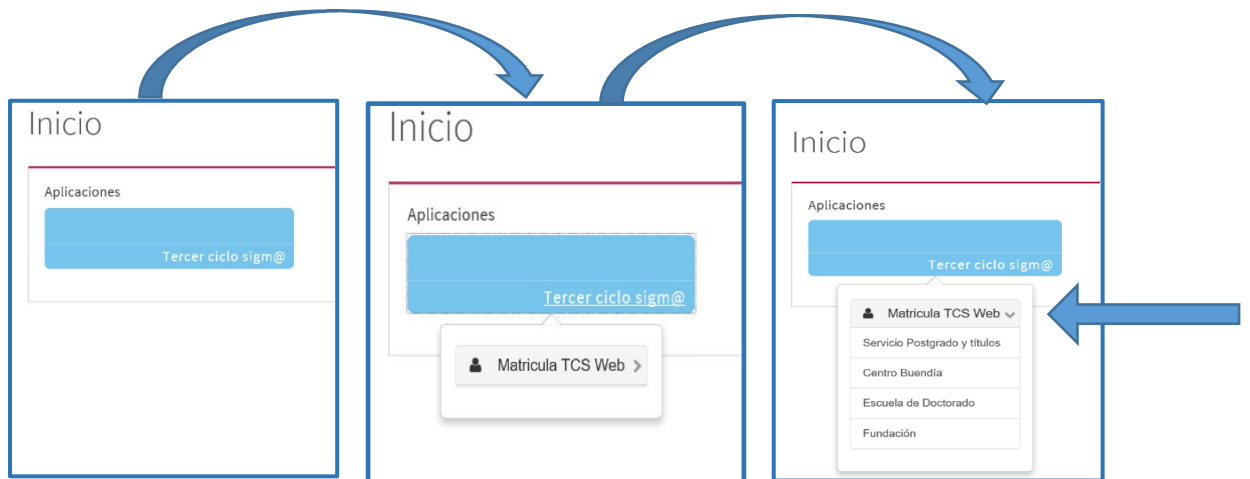 Inicio
Aplicaciones
Tercer ciclo sigm@
Inicio
Aplicaciones
Tercer ciclo sigm@
Matricula TCS Web
Inicio
Aplicaciones
Tercer ciclo sigm@
Matricula TCS Web
Servicio Postgrado y títulos
Centro Buendía
Escuela de Doctorado
Fundación